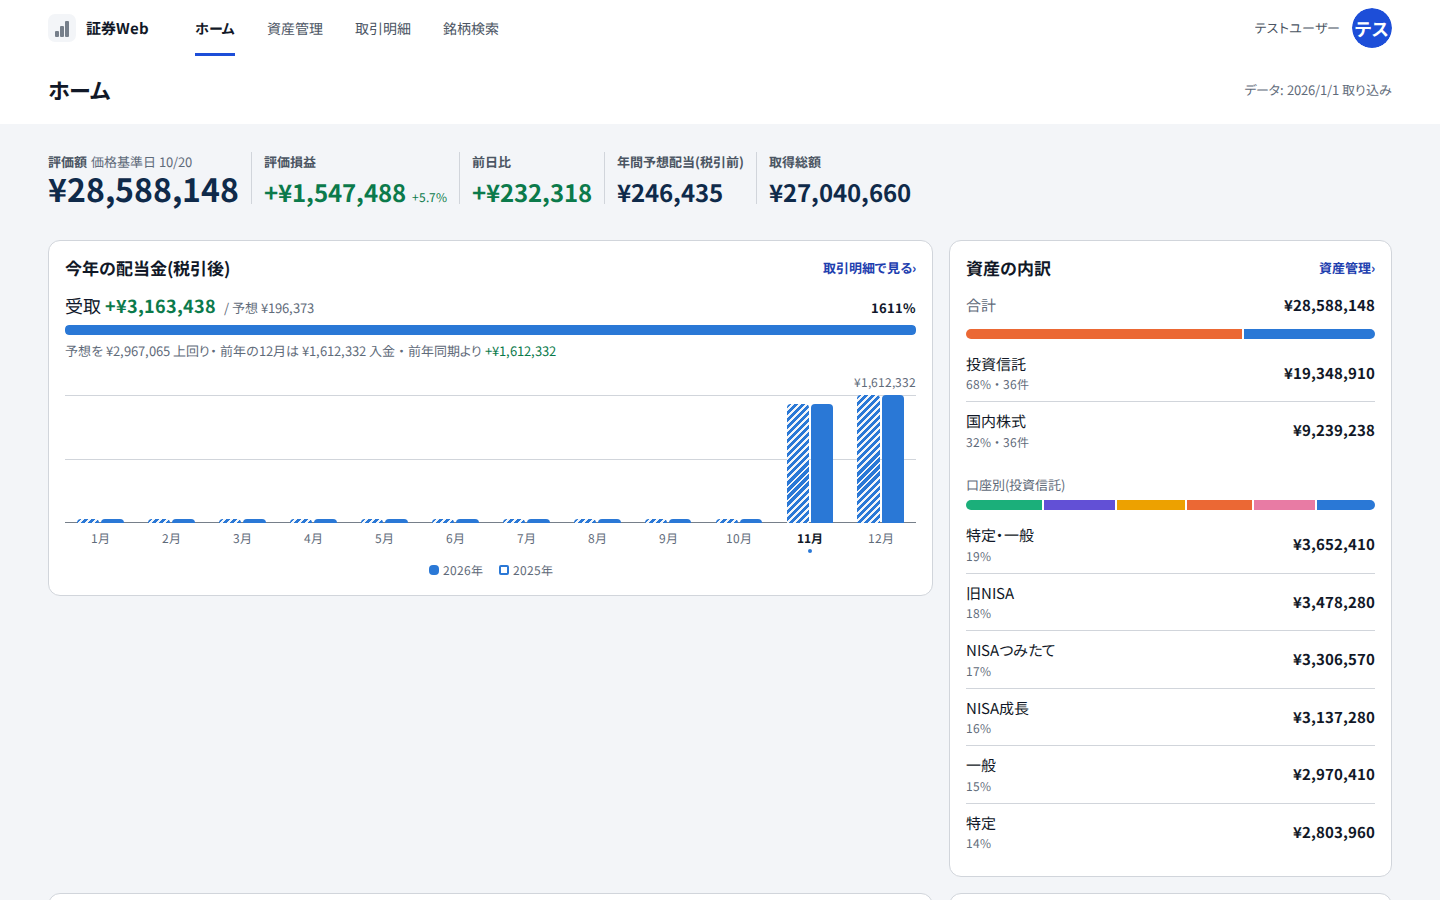 証券Web
ホーム
資産管理
取引明細
銘柄検索
テストユーザー
テス
ホーム
データ: 2026/1/1 取り込み
評価額 価格基準日 10/20
¥28,588,148
評価損益
+¥1,547,488 +5.7%
前日比
+¥232,318
年間予想配当(税引前)
¥246,435
取得総額
¥27,040,660
今年の配当金(税引後)
取引明細で見る›
受取 +¥3,163,438 / 予想 ¥196,373
1611%
予想を ¥2,967,065 上回り・前年の12月は ¥1,612,332 入金・前年同期より +¥1,612,332
¥1,612,332
1月 2月 3月 4月 5月 6月 7月 8月 9月 10月 11月 12月
2026年 2025年
資産の内訳
資産管理›
合計
¥28,588,148
投資信託
68%・36件
¥19,348,910
国内株式
32%・36件
¥9,239,238
口座別(投資信託)
特定・一般
19%
¥3,652,410
旧NISA
18%
¥3,478,280
NISAつみたて
17%
¥3,306,570
NISA成長
16%
¥3,137,280
一般
15%
¥2,970,410
特定
14%
¥2,803,960